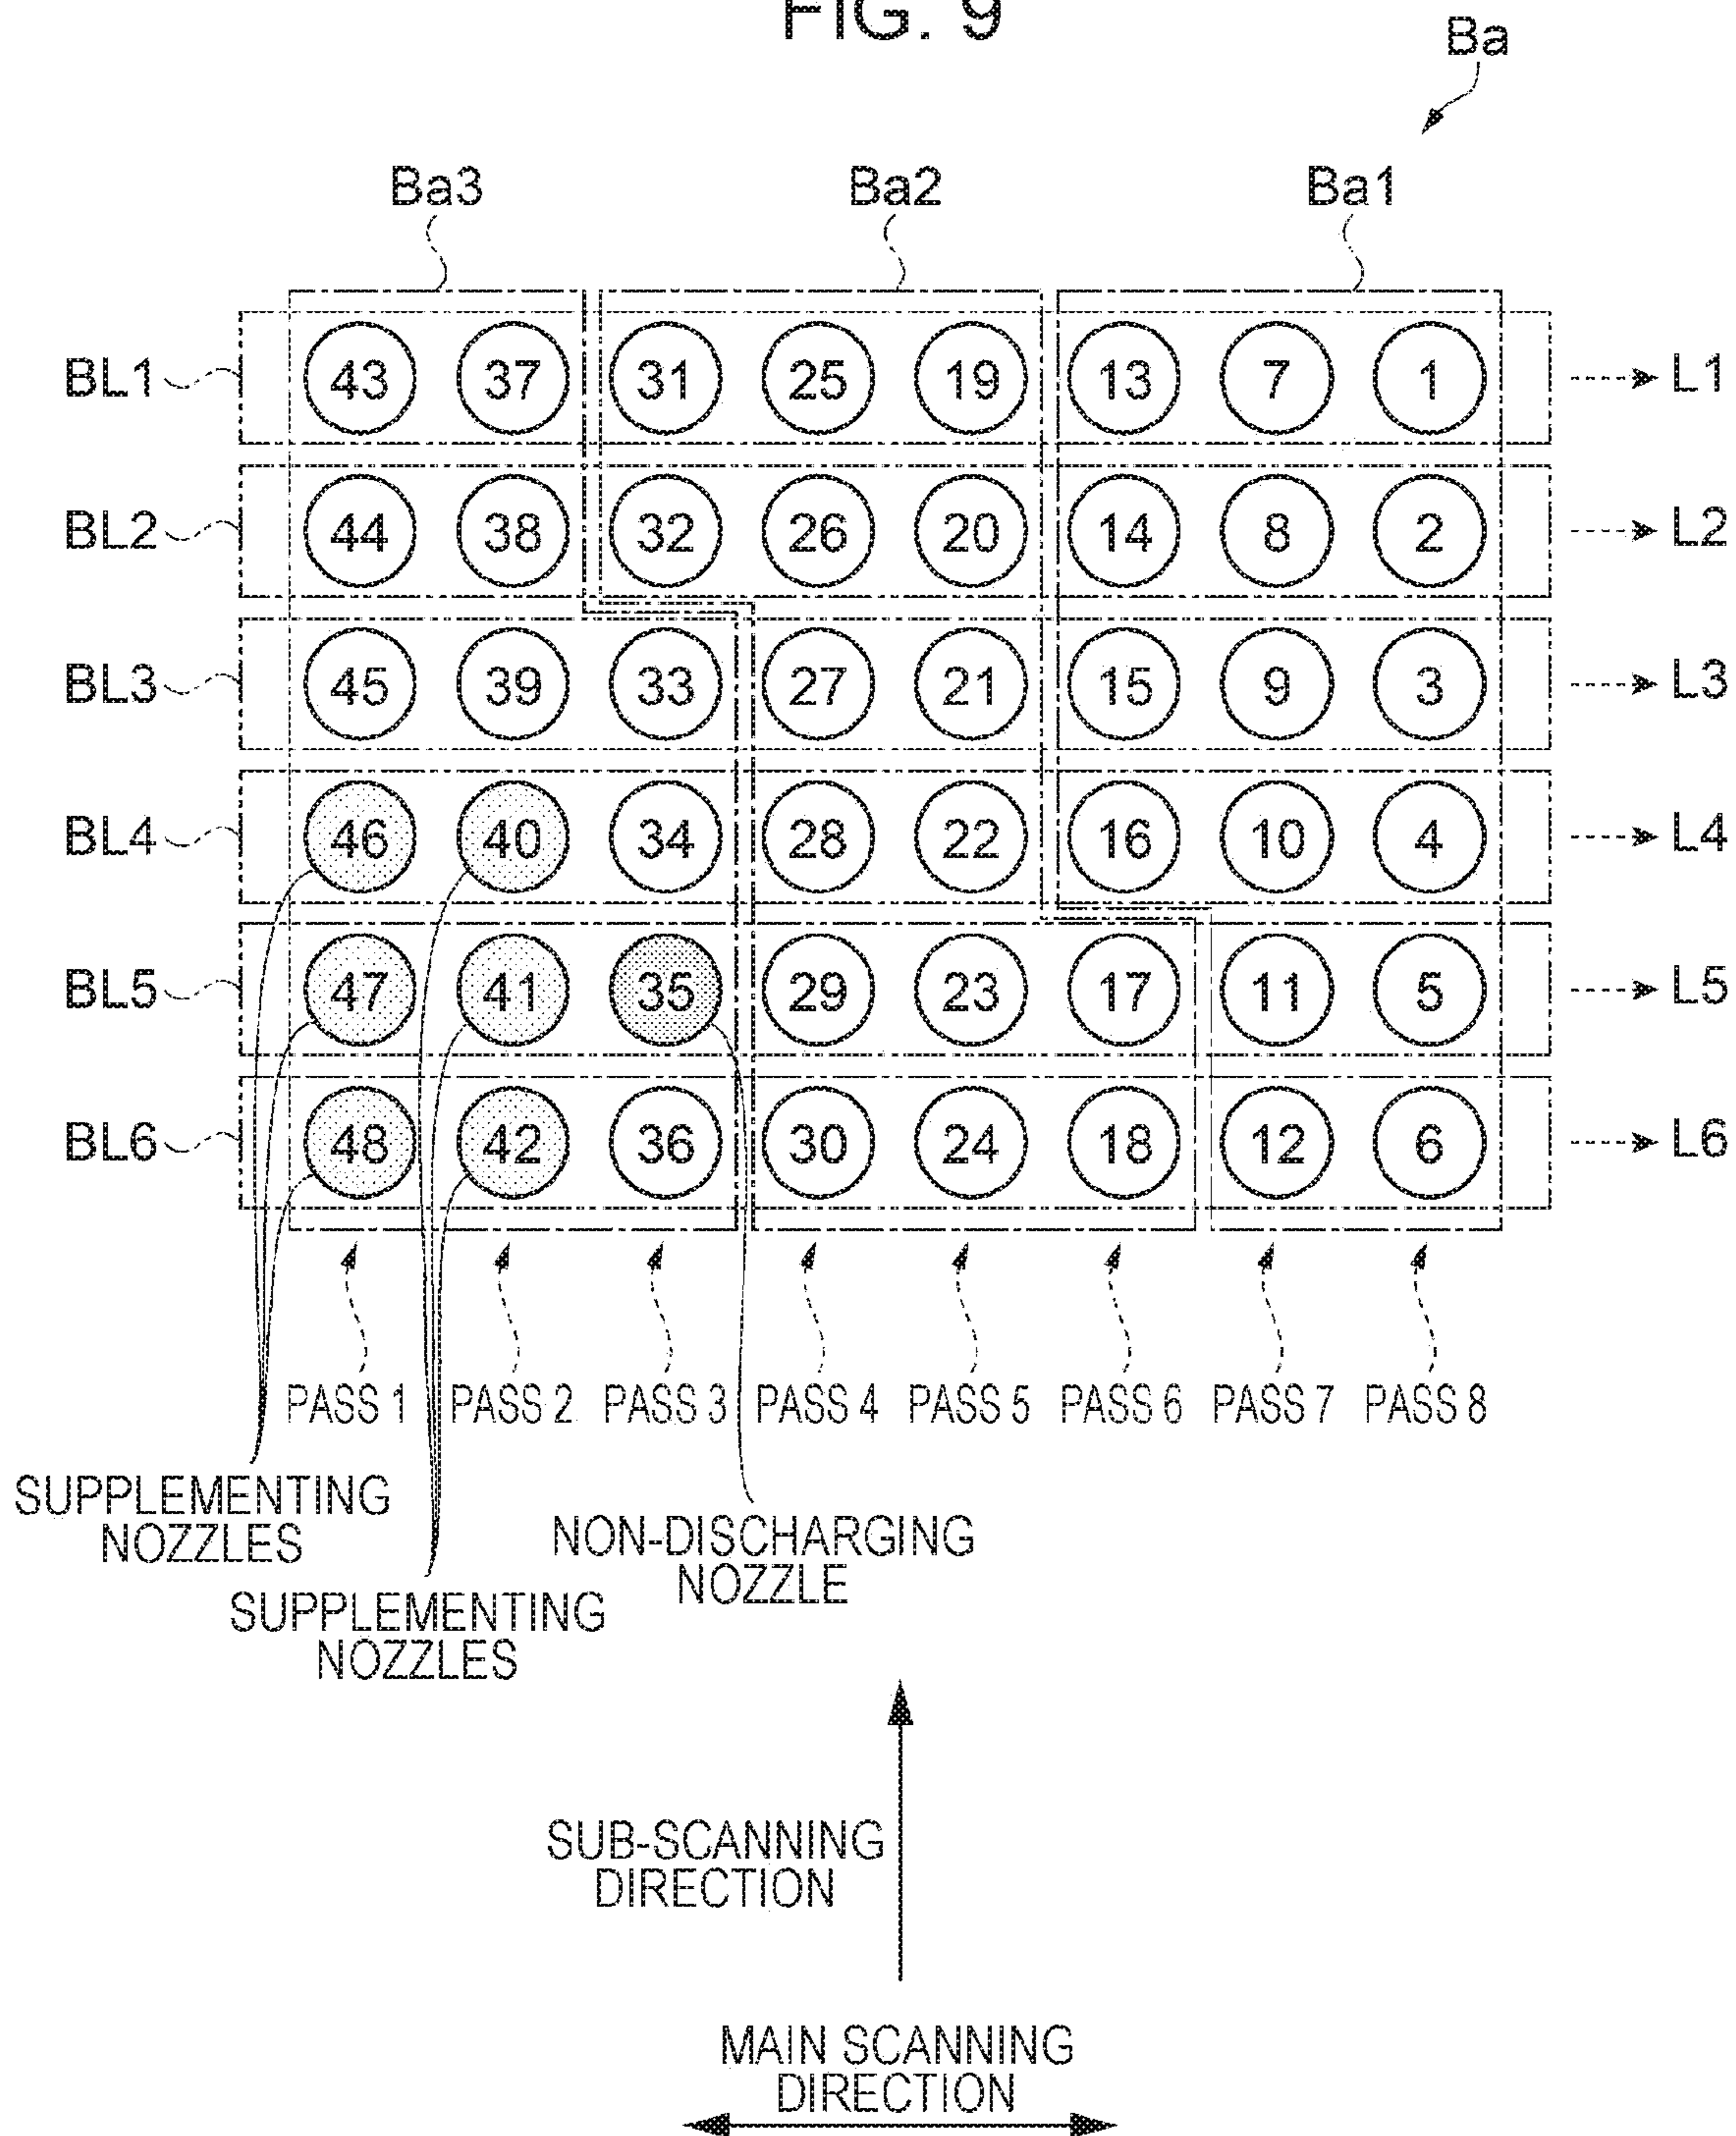 FIG. 9
Ba
Ba3 Ba2 Ba1
BL1 43 37 31 25 19 13 7 1 L1
BL2 44 38 32 26 20 14 8 2 L2
BL3 45 39 33 27 21 15 9 3 L3
BL4 46 40 34 28 22 16 10 4 L4
BL5 47 41 35 29 23 17 11 5 L5
BL6 48 42 36 30 24 18 12 6 L6
PASS 1 PASS 2 PASS 3 PASS 4 PASS 5 PASS 6 PASS 7 PASS 8
SUPPLEMENTING
NOZZLES
NON-DISCHARGING
NOZZLE
SUPPLEMENTING
NOZZLES
SUB-SCANNING
DIRECTION
MAIN SCANNING
DIRECTION